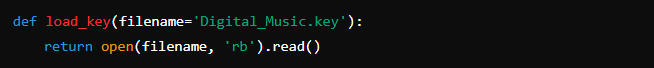 def load_key(filename='Digital_Music.key'):
    return open(filename, 'rb').read()